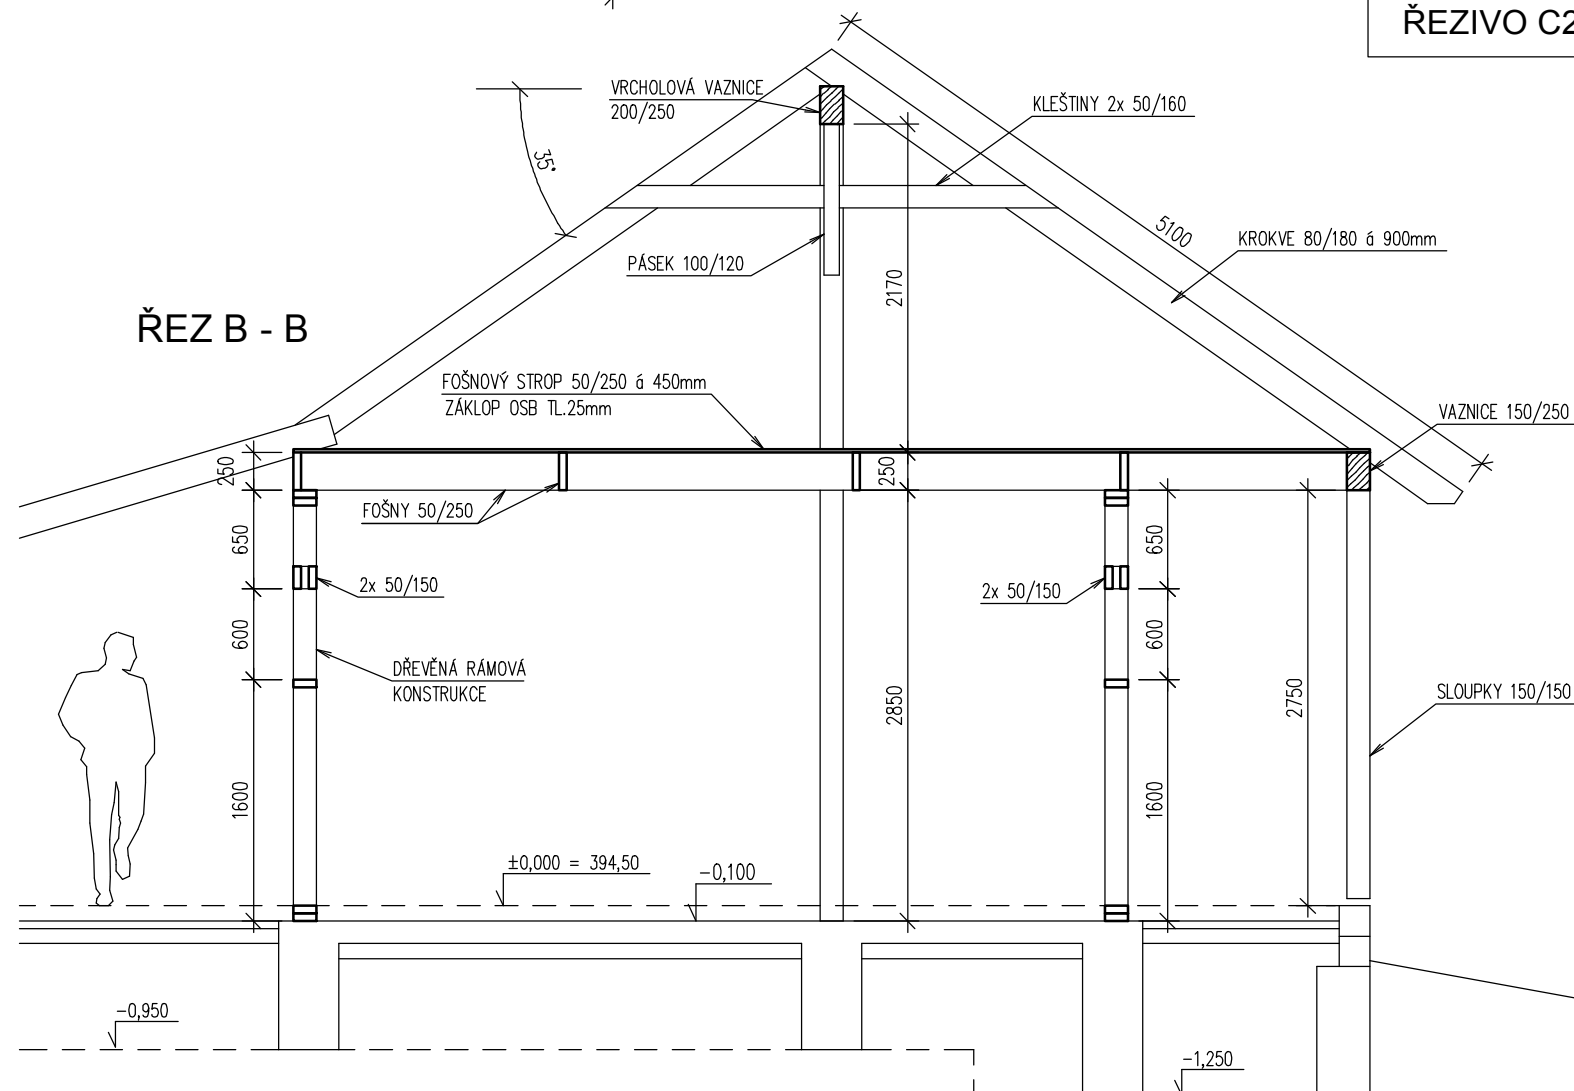 ŘEZIVO C2
VRCHOLOVÁ VAZNICE
200/250
KLEŠTINY 2x 50/160
35°
5100
KROKVE 80/180 á 900mm
PÁSEK 100/120
2170
ŘEZ B - B
FOŠNOVÝ STROP 50/250 á 450mm
ZÁKLOP OSB TL.25mm
VAZNICE 150/250
250
250
FOŠNY 50/250
650
650
2x 50/150
2x 50/150
600
600
DŘEVĚNÁ RÁMOVÁ
KONSTRUKCE
2850
2750
SLOUPKY 150/150
1600
1600
±0,000 = 394,50
-0,100
-0,950
-1,250